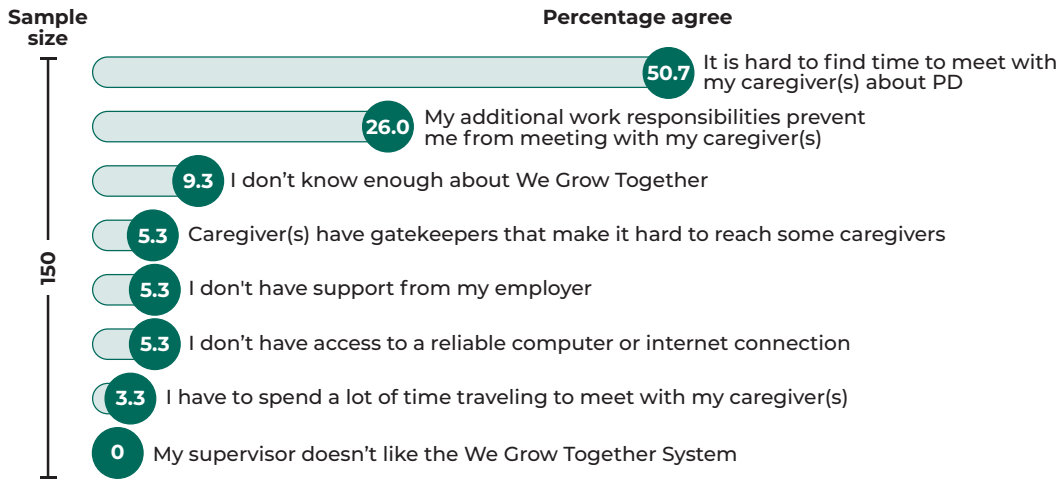 Sample
size
Percentage agree
50.7
It is hard to find time to meet with
my caregiver(s) about PD
26.0
My additional work responsibilities prevent
me from meeting with my caregiver(s)
9.3
I don’t know enough about We Grow Together
5.3
Caregiver(s) have gatekeepers that make it hard to reach some caregivers
150
5.3
I don't have support from my employer
5.3
I don’t have access to a reliable computer or internet connection
3.3
I have to spend a lot of time traveling to meet with my caregiver(s)
0
My supervisor doesn’t like the We Grow Together System